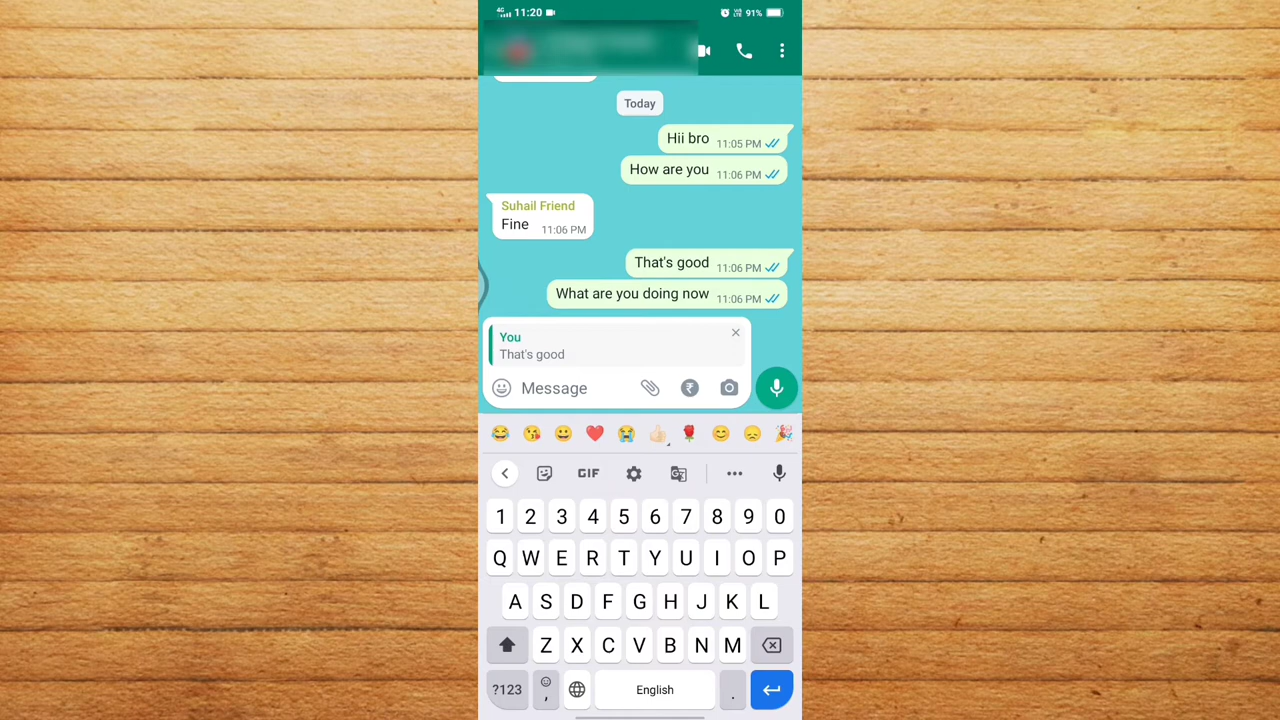 4G 11:20 91%
Today
Hii bro 11:05 PM
How are you 11:06 PM
Suhail Friend
Fine 11:06 PM
That's good 11:06 PM
What are you doing now 11:06 PM
You
That's good
Message
GIF
1 2 3 4 5 6 7 8 9 0
Q W E R T Y U I O P
A S D F G H J K L
Z X C V B N M
?123 , English .